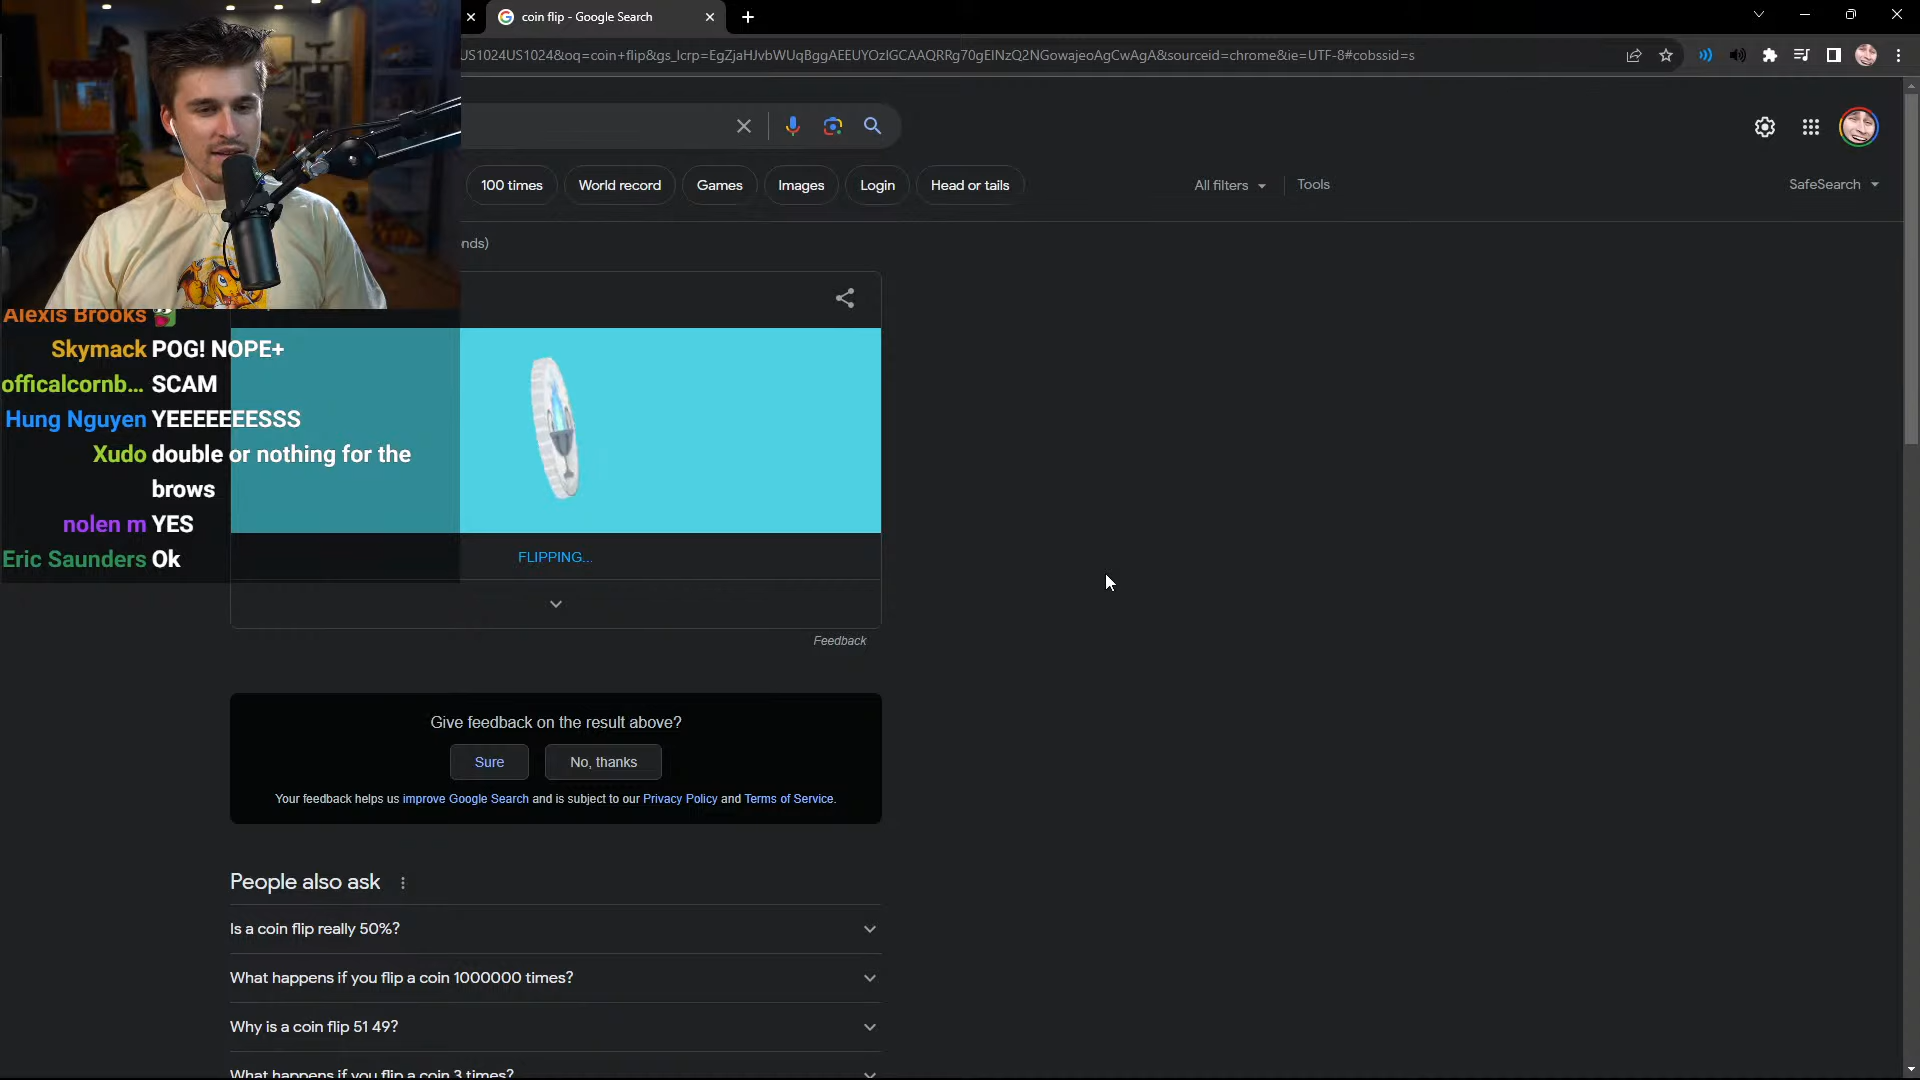 coin flip - Google Search
US1024US1024&oq=coin+flip&gs_lcrp=EgZjaHJvbWUqBggAEEUYOzIGCAAQRRg70gEINzQ2NGowajeoAgCwAgA&sourceid=chrome&ie=UTF-8#cobssid=s
100 times
World record
Games
Images
Login
Head or tails
All filters
Tools
SafeSearch
nds)
Alexis Brooks
Skymack POG! NOPE+
officalcornb... SCAM
Hung Nguyen YEEEEEEESSS
Xudo double or nothing for the
brows
nolen m YES
Eric Saunders Ok
FLIPPING...
Feedback
Give feedback on the result above?
Sure
No, thanks
Your feedback helps us improve Google Search and is subject to our Privacy Policy and Terms of Service.
People also ask
Is a coin flip really 50%?
What happens if you flip a coin 1000000 times?
Why is a coin flip 51 49?
What happens if you flip a coin 3 times?